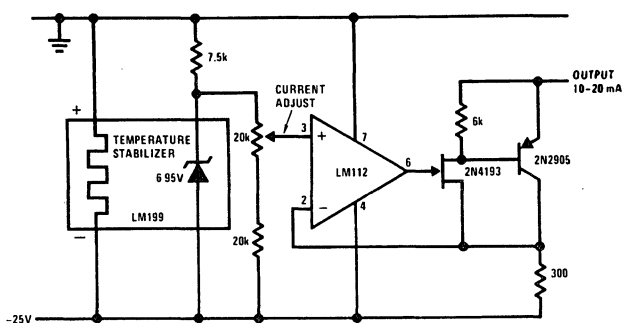 7.5k
OUTPUT
10–20 mA
CURRENT
ADJUST
+
TEMPERATURE
STABILIZER
6 95V
LM199
−
20k
20k
3
+
7
LM112
6
2
−
4
6k
2N4193
2N2905
300
−25V